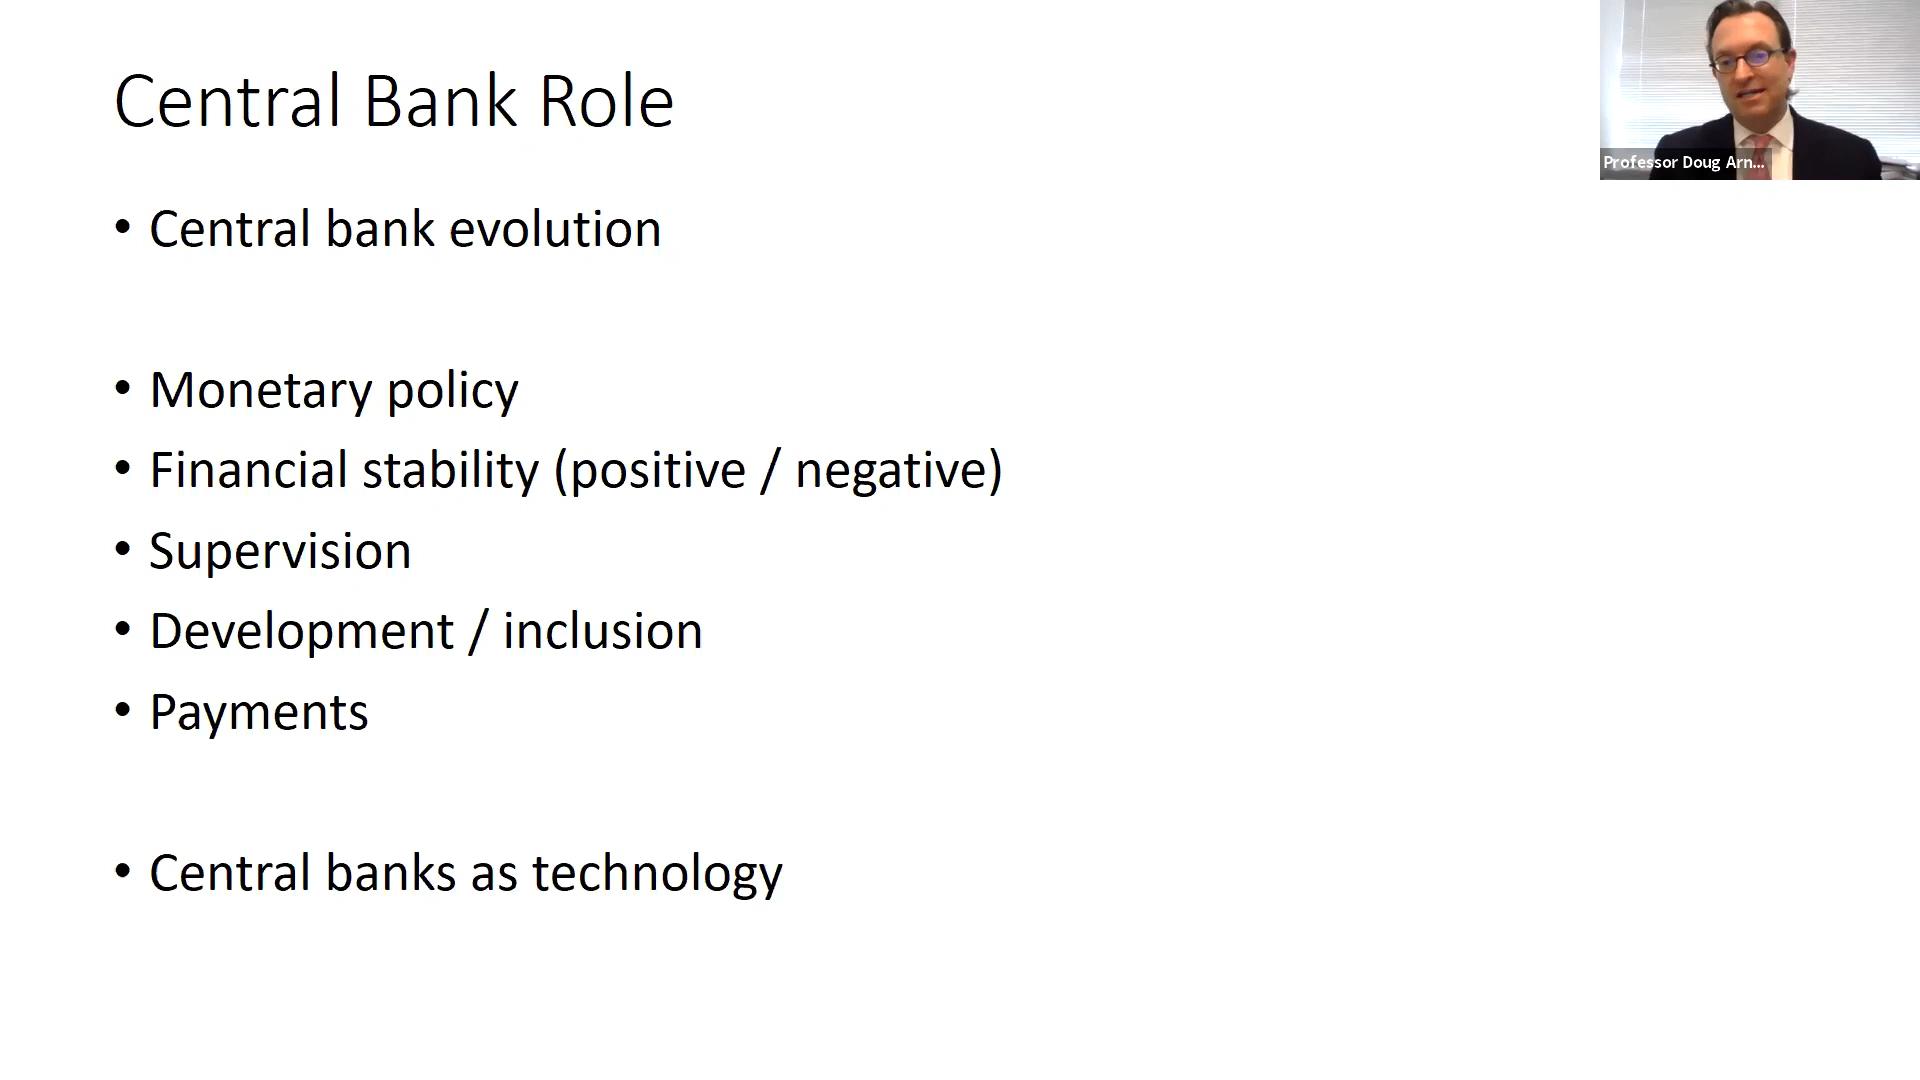 Central Bank Role
• Central bank evolution
• Monetary policy
• Financial stability (positive / negative)
• Supervision
• Development / inclusion
• Payments
• Central banks as technology
Professor Doug Arn...